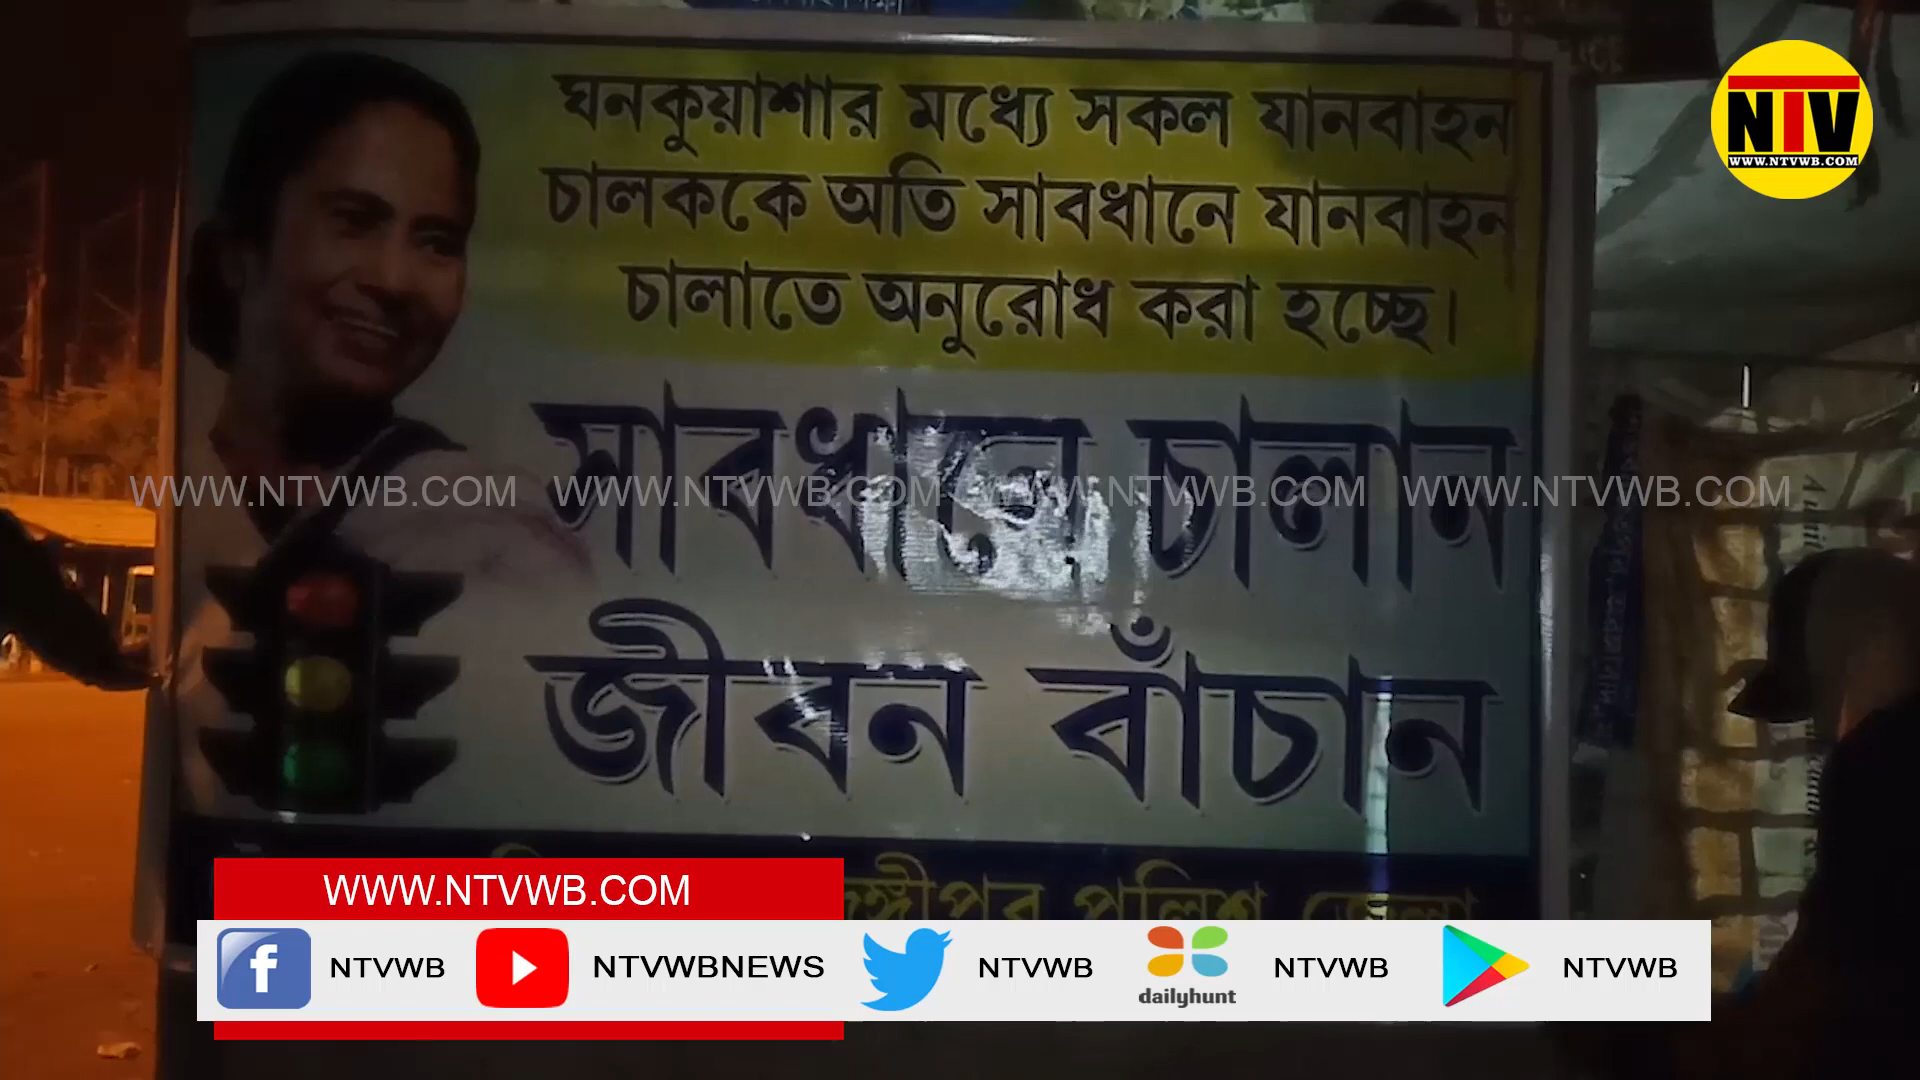 ঘনকুয়াশার মধ্যে সকল যানবাহন
চালককে অতি সাবধানে যানবাহন
চালাতে অনুরোধ করা হচ্ছে।
সাবধানে চালান
জীবন বাঁচান
জঙ্গীপুর পুলিশ জেলা
NTV
WWW.NTVWB.COM
WWW.NTVWB.COM WWW.NTVWB.COM WWW.NTVWB.COM WWW.NTVWB.COM
WWW.NTVWB.COM
NTVWB NTVWBNEWS NTVWB dailyhunt NTVWB NTVWB